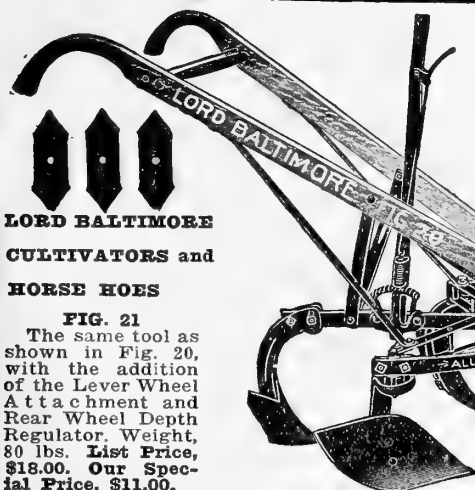 LORD BALTIMORE FIG 20
LORD BALTIMORE
CULTIVATORS and
HORSE HOES
FIG. 21
The same tool as
shown in Fig. 20,
with the addition
of the Lever Wheel
Attachment and
Rear Wheel Depth
Regulator. Weight,
80 lbs. List Price,
$18.00. Our Spec-
ial Price, $11.00.